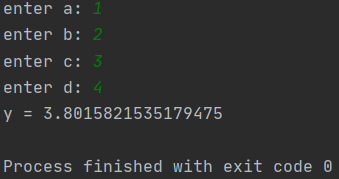 enter a: 1
enter b: 2
enter c: 3
enter d: 4
y = 3.8015821535179475
Process finished with exit code 0